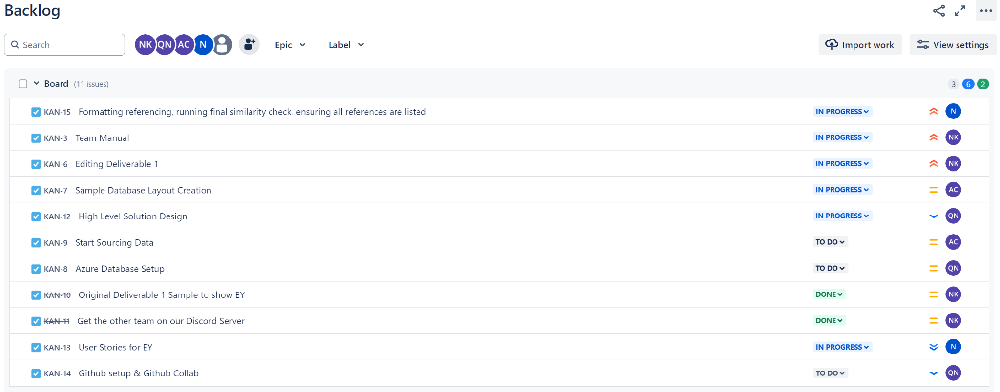 Backlog
Search
NK QN AC N
Epic
Label
Import work
View settings
Board (11 issues) 3 6 2
KAN-15 Formatting referencing, running final similarity check, ensuring all references are listed IN PROGRESS N
KAN-3 Team Manual IN PROGRESS NK
KAN-6 Editing Deliverable 1 IN PROGRESS NK
KAN-7 Sample Database Layout Creation IN PROGRESS AC
KAN-12 High Level Solution Design IN PROGRESS QN
KAN-9 Start Sourcing Data TO DO AC
KAN-8 Azure Database Setup TO DO QN
KAN-10 Original Deliverable 1 Sample to show EY DONE NK
KAN-11 Get the other team on our Discord Server DONE NK
KAN-13 User Stories for EY IN PROGRESS N
KAN-14 Github setup & Github Collab TO DO QN